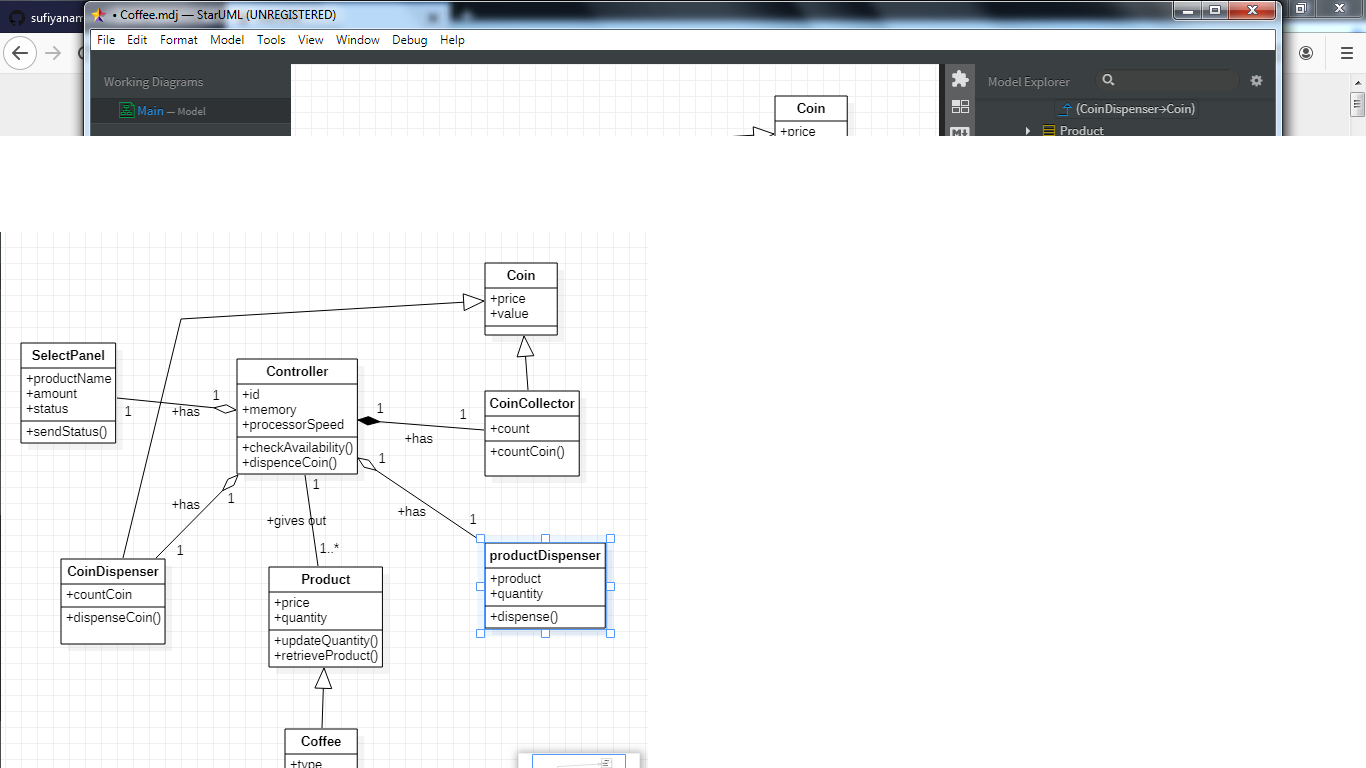 sufiyanam
• Coffee.mdj — StarUML (UNREGISTERED)
File Edit Format Model Tools View Window Debug Help
Working Diagrams
Main — Model
Coin
+price
Model Explorer
(CoinDispenser→Coin)
Product
Coin
+price
+value
SelectPanel
+productName
+amount
+status
+sendStatus()
1
+has
1
Controller
+id
+memory
+processorSpeed
+checkAvailability()
+dispenceCoin()
1
+has
1
CoinCollector
+count
+countCoin()
+has
1
1
+gives out
1
1..*
1
+has
1
CoinDispenser
+countCoin
+dispenseCoin()
Product
+price
+quantity
+updateQuantity()
+retrieveProduct()
productDispenser
+product
+quantity
+dispense()
Coffee
+type